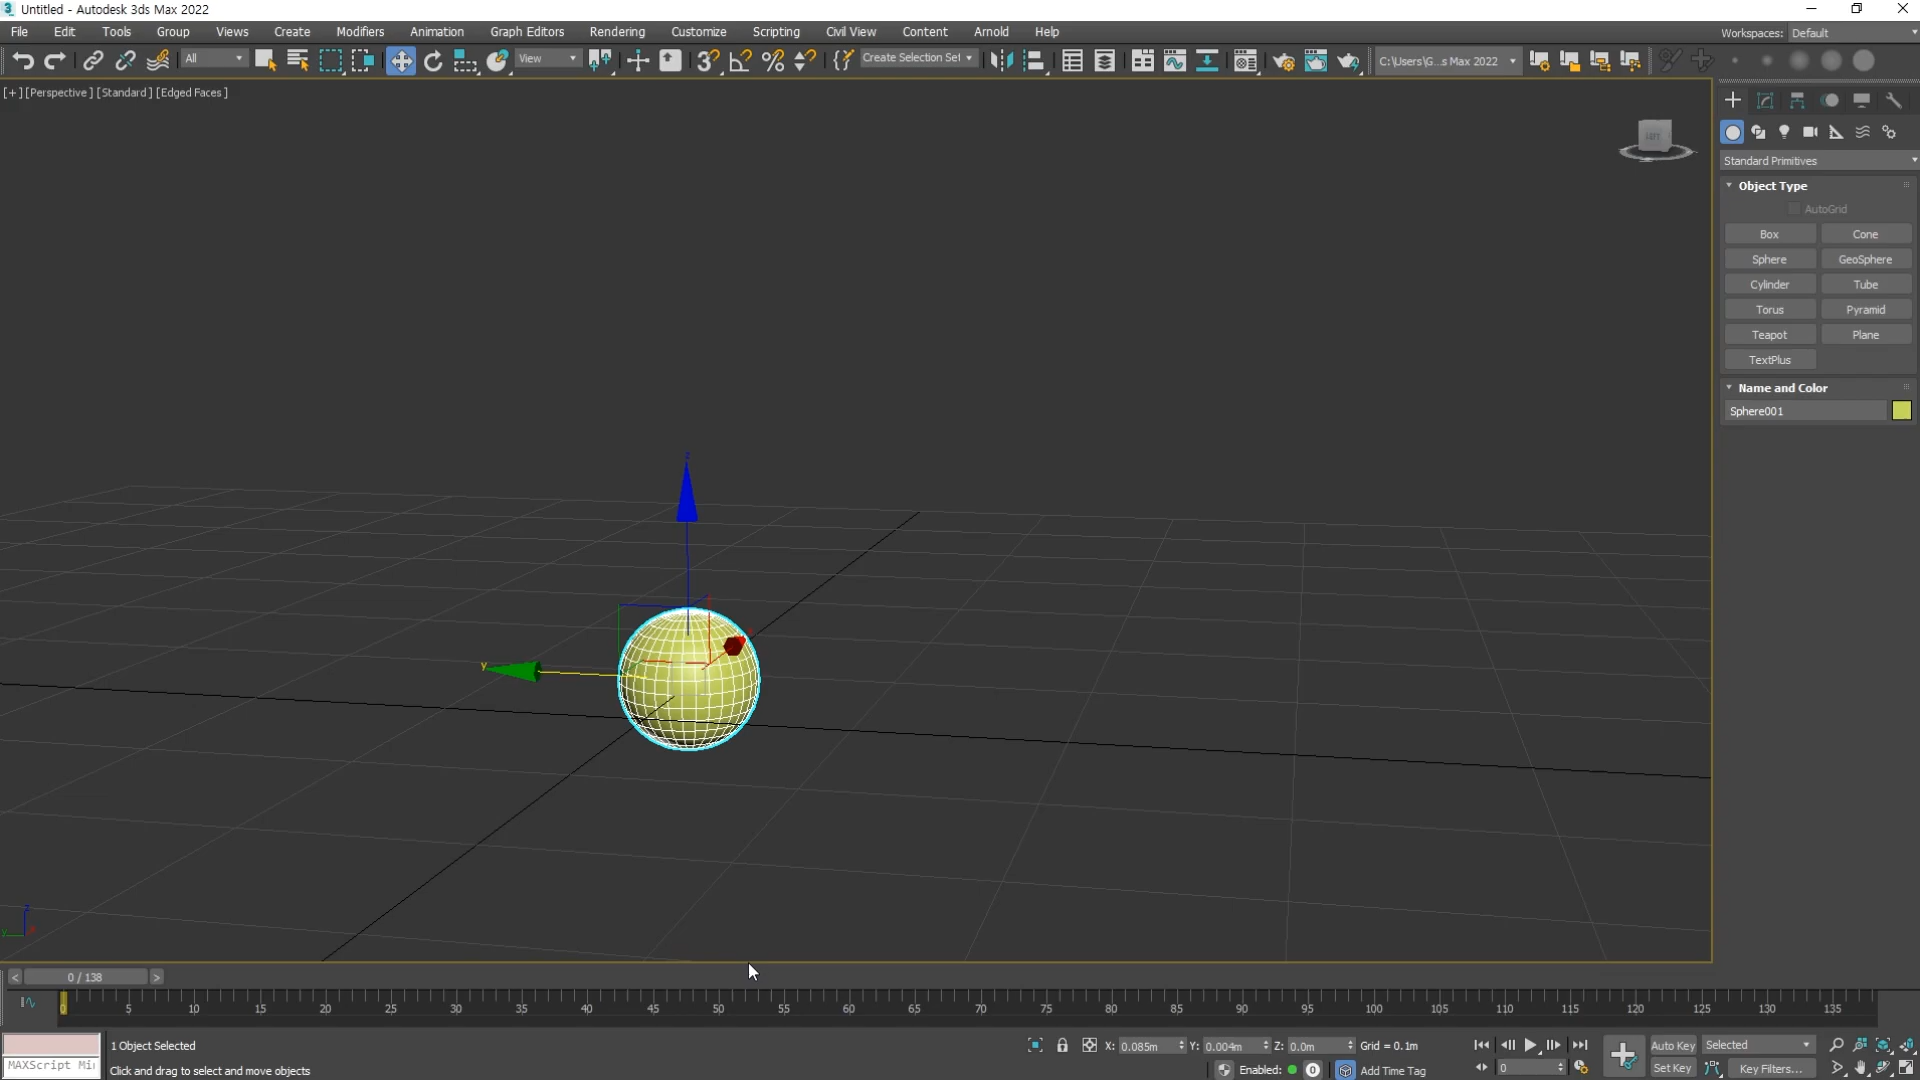 Untitled - Autodesk 3ds Max 2022
File Edit Tools Group Views Create Modifiers Animation Graph Editors Rendering Customize Scripting Civil View Content Arnold Help
Workspaces: Default
All
View
Create Selection Set
C:\Users\G...s Max 2022
[+] [Perspective ] [Standard ] [Edged Faces ]
Standard Primitives
Object Type
AutoGrid
Box Cone
Sphere GeoSphere
Cylinder Tube
Torus Pyramid
Teapot Plane
TextPlus
Name and Color
Sphere001
z
y
z
y
< 0 / 138 >
0 5 10 15 20 25 30 35 40 45 50 55 60 65 70 75 80 85 90 95 100 105 110 115 120 125 130 135
1 Object Selected
X: 0.085m Y: 0.004m Z: 0.0m Grid = 0.1m
Auto Key Selected
MAXScript Mi
Click and drag to select and move objects
Enabled: 0 Add Time Tag
0
Set Key Key Filters...